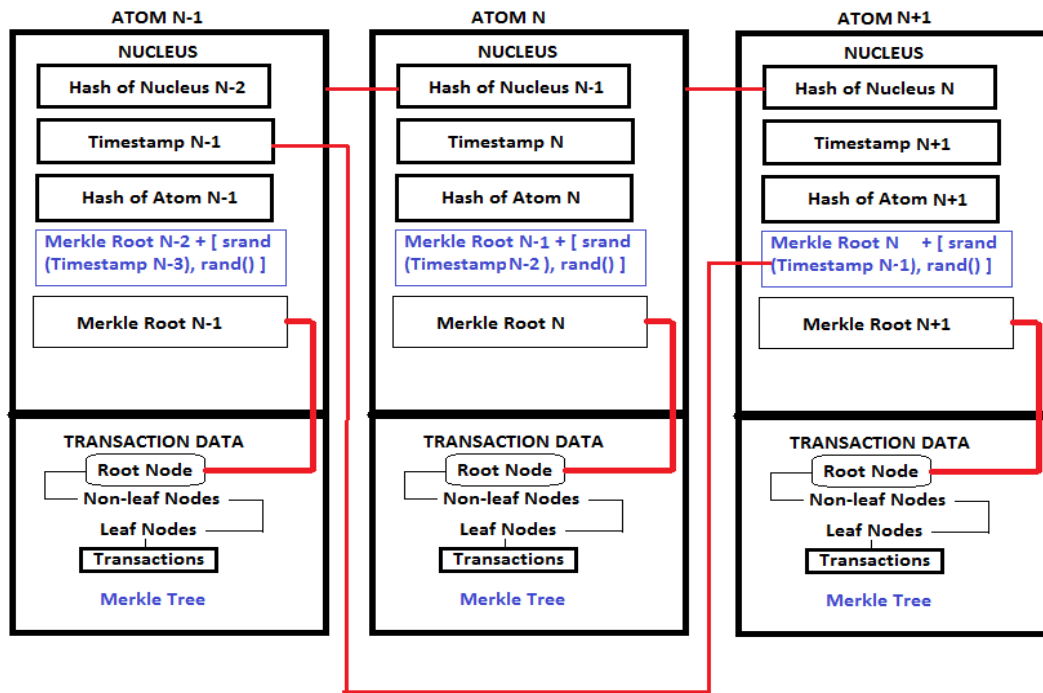 ATOM N-1
NUCLEUS
Hash of Nucleus N-2
Timestamp N-1
Hash of Atom N-1
Merkle Root N-2 + [ srand
(Timestamp N-3), rand() ]
Merkle Root N-1
TRANSACTION DATA
Root Node
Non-leaf Nodes
Leaf Nodes
Transactions
Merkle Tree
ATOM N
NUCLEUS
Hash of Nucleus N-1
Timestamp N
Hash of Atom N
Merkle Root N-1 + [ srand
(Timestamp N-2 ), rand() ]
Merkle Root N
TRANSACTION DATA
Root Node
Non-leaf Nodes
Leaf Nodes
Transactions
Merkle Tree
ATOM N+1
NUCLEUS
Hash of Nucleus N
Timestamp N+1
Hash of Atom N+1
Merkle Root N + [ srand
(Timestamp N-1), rand() ]
Merkle Root N+1
TRANSACTION DATA
Root Node
Non-leaf Nodes
Leaf Nodes
Transactions
Merkle Tree